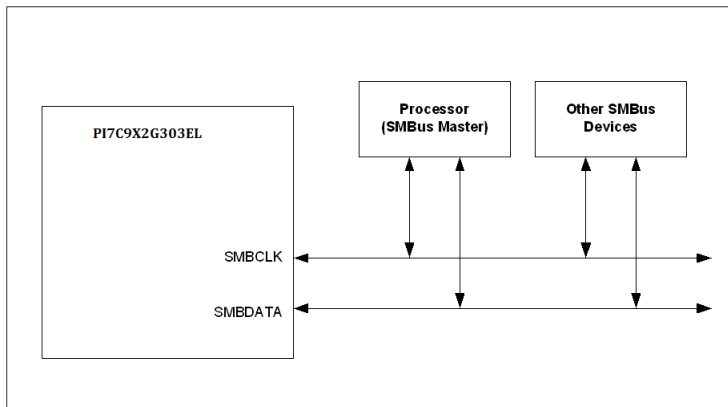 PI7C9X2G303EL
Processor
(SMBus Master)
Other SMBus
Devices
SMBCLK
SMBDATA